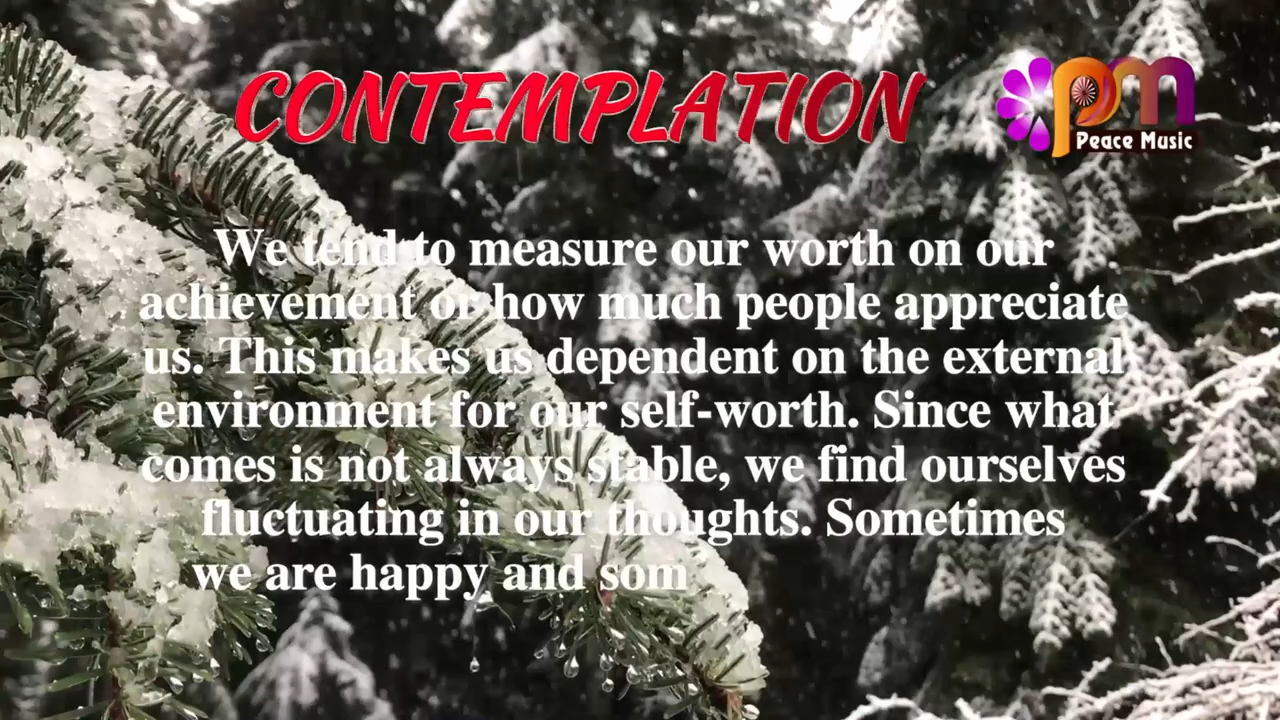 CONTEMPLATION
pm
Peace Music
We tend to measure our worth on our
achievement or how much people appreciate
us. This makes us dependent on the external
environment for our self-worth. Since what
comes is not always stable, we find ourselves
fluctuating in our thoughts. Sometimes
we are happy and som